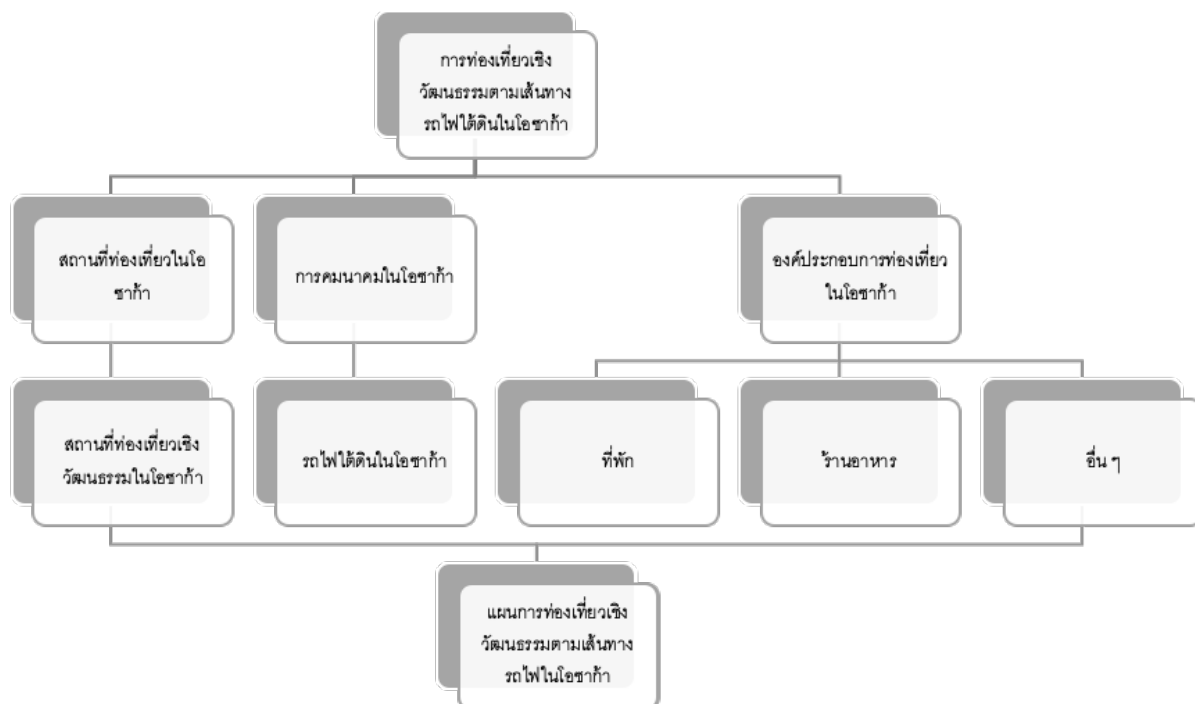 การท่องเที่ยวเชิง
วัฒนธรรมตามเส้นทาง
รถไฟใต้ดินในโอซาก้า
สถานที่ท่องเที่ยวในโอ
ซาก้า
การคมนาคมในโอซาก้า
องค์ประกอบการท่องเที่ยว
ในโอซาก้า
สถานที่ท่องเที่ยวเชิง
วัฒนธรรมในโอซาก้า
รถไฟใต้ดินในโอซาก้า
ที่พัก
ร้านอาหาร
อื่น ๆ
แผนการท่องเที่ยวเชิง
วัฒนธรรมตามเส้นทาง
รถไฟในโอซาก้า